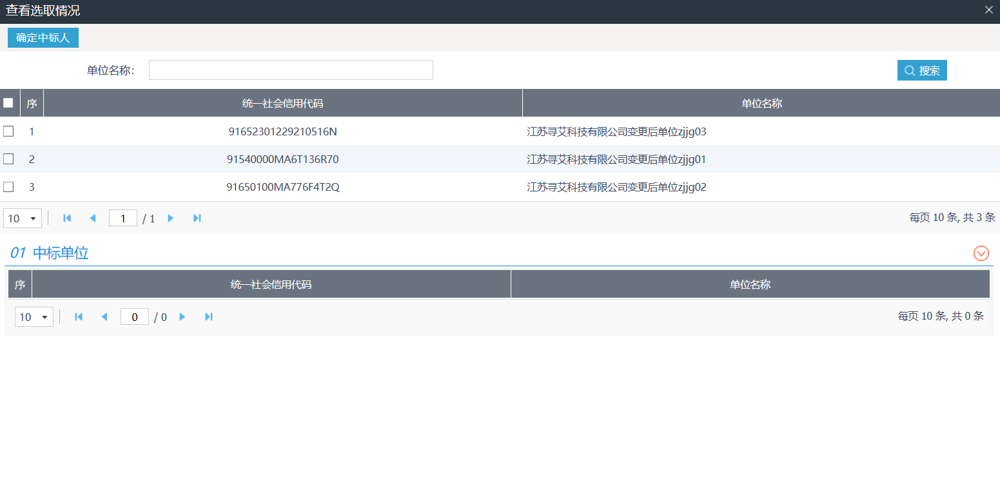 查看选取情况
确定中标人
单位名称：
搜索
序 统一社会信用代码 单位名称
1 91652301229210516N 江苏寻艾科技有限公司变更后单位zjjg03
2 91540000MA6T136R70 江苏寻艾科技有限公司变更后单位zjjg01
3 91650100MA776F4T2Q 江苏寻艾科技有限公司变更后单位zjjg02
10 1 / 1 每页 10 条, 共 3 条
01 中标单位
序 统一社会信用代码 单位名称
10 0 / 0 每页 10 条, 共 0 条